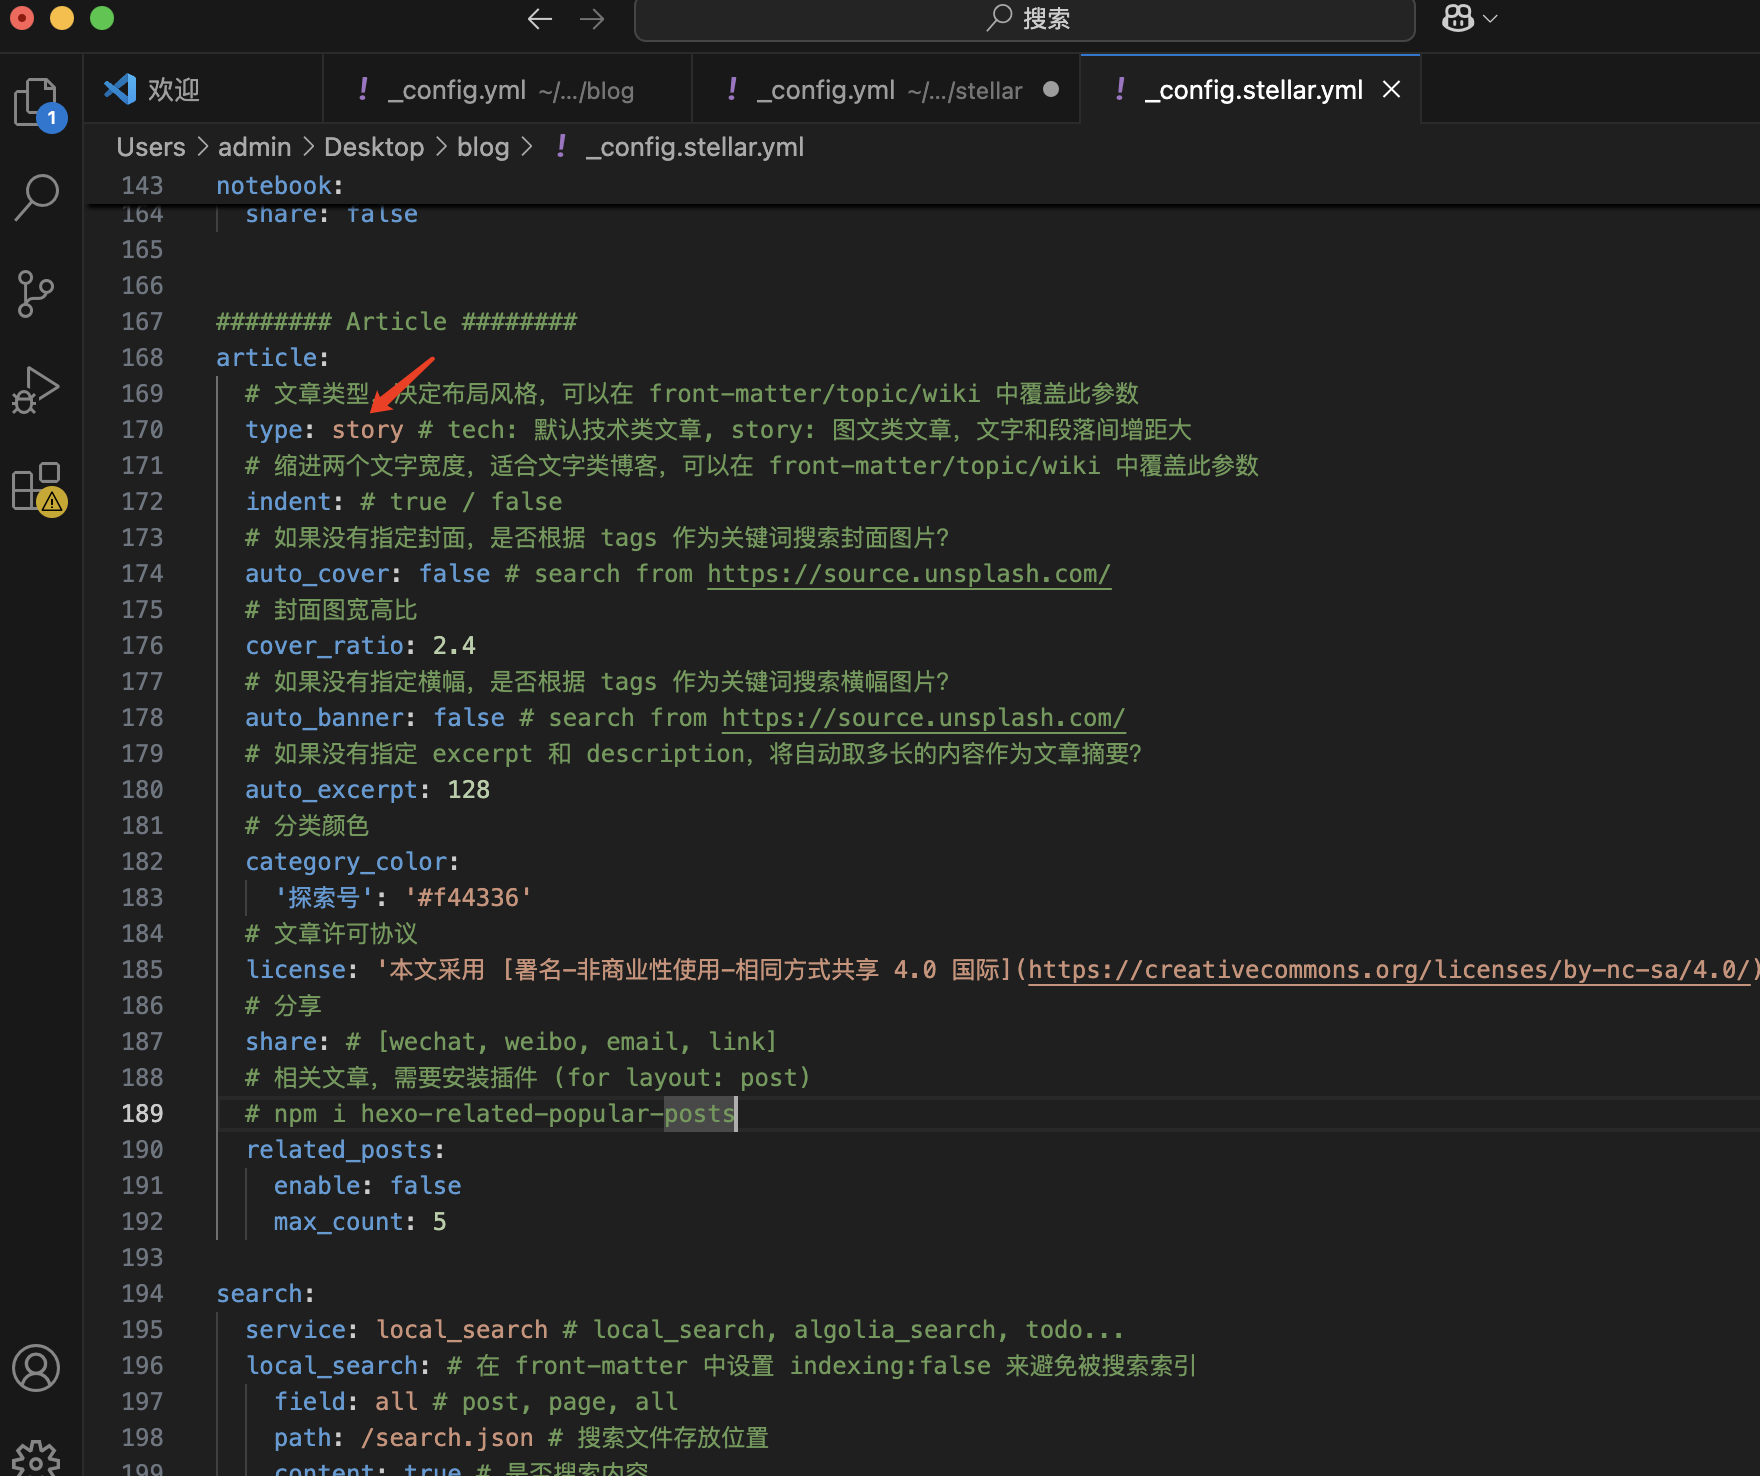 搜索
欢迎
_config.yml ~/.../blog
_config.yml ~/.../stellar
_config.stellar.yml
1
Users > admin > Desktop > blog > ! _config.stellar.yml
143 notebook:
164 share: false
165
166
167 ######## Article ########
168 article:
169 # 文章类型，决定布局风格，可以在 front-matter/topic/wiki 中覆盖此参数
170 type: story # tech: 默认技术类文章, story: 图文类文章，文字和段落间增距大
171 # 缩进两个文字宽度，适合文字类博客，可以在 front-matter/topic/wiki 中覆盖此参数
172 indent: # true / false
173 # 如果没有指定封面，是否根据 tags 作为关键词搜索封面图片？
174 auto_cover: false # search from https://source.unsplash.com/
175 # 封面图宽高比
176 cover_ratio: 2.4
177 # 如果没有指定横幅，是否根据 tags 作为关键词搜索横幅图片？
178 auto_banner: false # search from https://source.unsplash.com/
179 # 如果没有指定 excerpt 和 description，将自动取多长的内容作为文章摘要？
180 auto_excerpt: 128
181 # 分类颜色
182 category_color:
183 '探索号': '#f44336'
184 # 文章许可协议
185 license: '本文采用 [署名-非商业性使用-相同方式共享 4.0 国际](https://creativecommons.org/licenses/by-nc-sa/4.0/)
186 # 分享
187 share: # [wechat, weibo, email, link]
188 # 相关文章，需要安装插件 (for layout: post)
189 # npm i hexo-related-popular-posts
190 related_posts:
191 enable: false
192 max_count: 5
193
194 search:
195 service: local_search # local_search, algolia_search, todo...
196 local_search: # 在 front-matter 中设置 indexing:false 来避免被搜索索引
197 field: all # post, page, all
198 path: /search.json # 搜索文件存放位置
199 content: true # 是否搜索内容